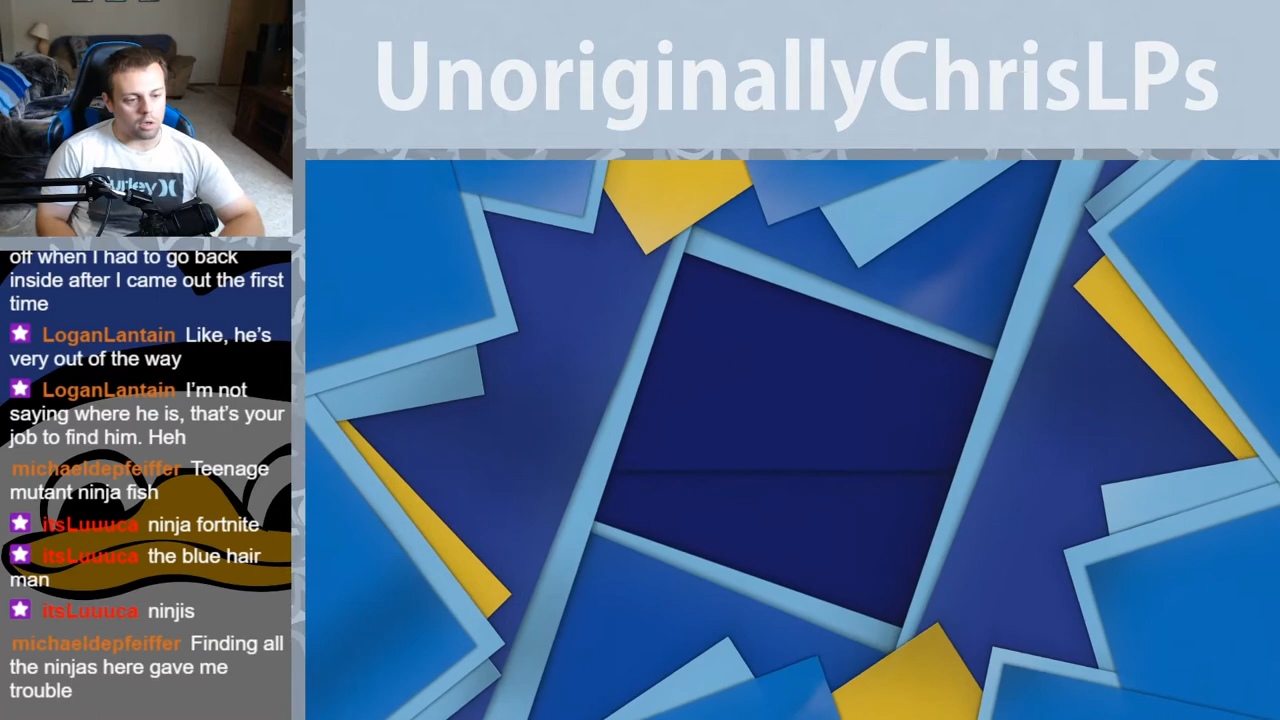 UnoriginallyChrisLPs
Hurley
off when I had to go back
inside after I came out the first
time
LoganLantain Like, he's
very out of the way
LoganLantain I'm not
saying where he is, that's your
job to find him. Heh
michaeldepfeiffer Teenage
mutant ninja fish
itsLuuuca ninja fortnite
itsLuuuca the blue hair
man
itsLuuuca ninjis
michaeldepfeiffer Finding all
the ninjas here gave me
trouble